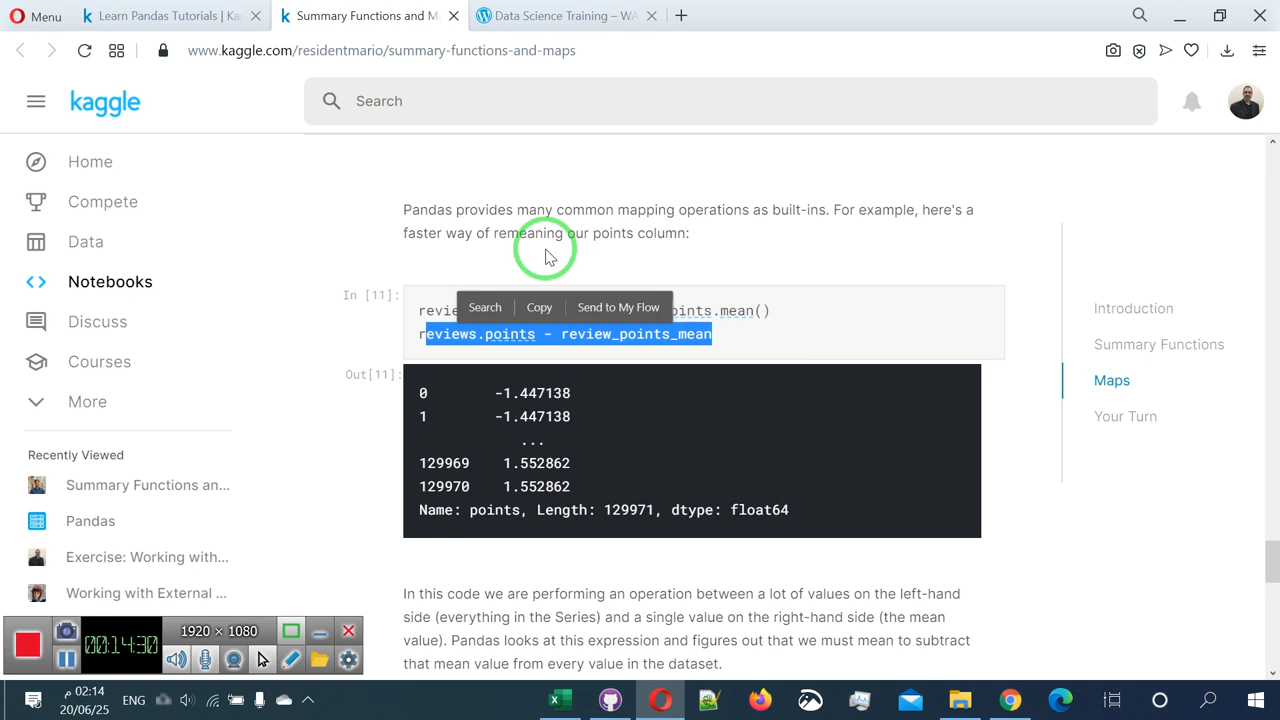 Menu
Learn Pandas Tutorials | Ka
Summary Functions and M
Data Science Training – WA
www.kaggle.com/residentmario/summary-functions-and-maps
kaggle
Search
Home
Compete
Data
Notebooks
Discuss
Courses
More
Recently Viewed
Summary Functions an...
Pandas
Exercise: Working with...
Working with External ...
Pandas provides many common mapping operations as built-ins. For example, here's a
faster way of remeaning our points column:
In [11]:
Search Copy Send to My Flow
points.mean()
reviews.points - review_points_mean
Out[11]:
0 -1.447138
1 -1.447138
...
129969 1.552862
129970 1.552862
Name: points, Length: 129971, dtype: float64
In this code we are performing an operation between a lot of values on the left-hand
side (everything in the Series) and a single value on the right-hand side (the mean
value). Pandas looks at this expression and figures out that we must mean to subtract
that mean value from every value in the dataset.
Introduction
Summary Functions
Maps
Your Turn
00:14:30
1920 × 1080
02:14 م
20/06/25
ENG